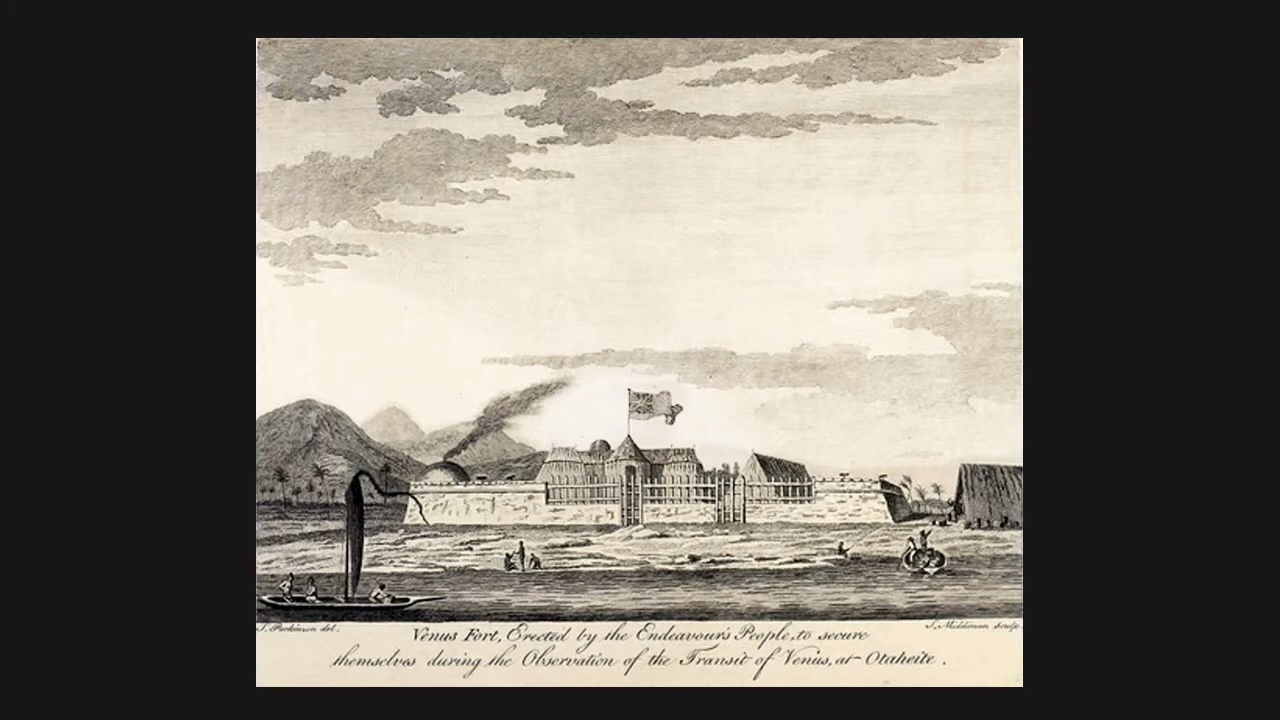 S. Parkinson del. S. Middiman sculp.
Venus Fort, Erected by the Endeavour's People, to secure
themselves during the Observation of the Transit of Venus, at Otaheite.